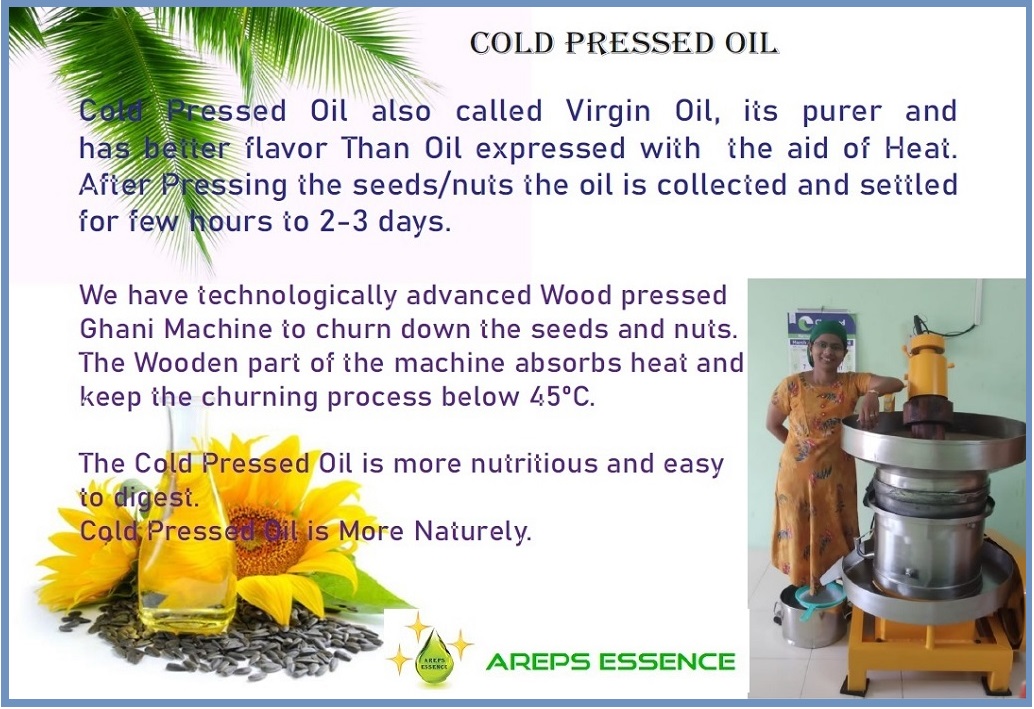 COLD PRESSED OIL
Cold Pressed Oil also called Virgin Oil, its purer and
has better flavor Than Oil expressed with the aid of Heat.
After Pressing the seeds/nuts the oil is collected and settled
for few hours to 2-3 days.
We have technologically advanced Wood pressed
Ghani Machine to churn down the seeds and nuts.
The Wooden part of the machine absorbs heat and
keep the churning process below 45°C.
The Cold Pressed Oil is more nutritious and easy
to digest.
Cold Pressed Oil is More Naturely.
AREPS
ESSENCE
AREPS ESSENCE